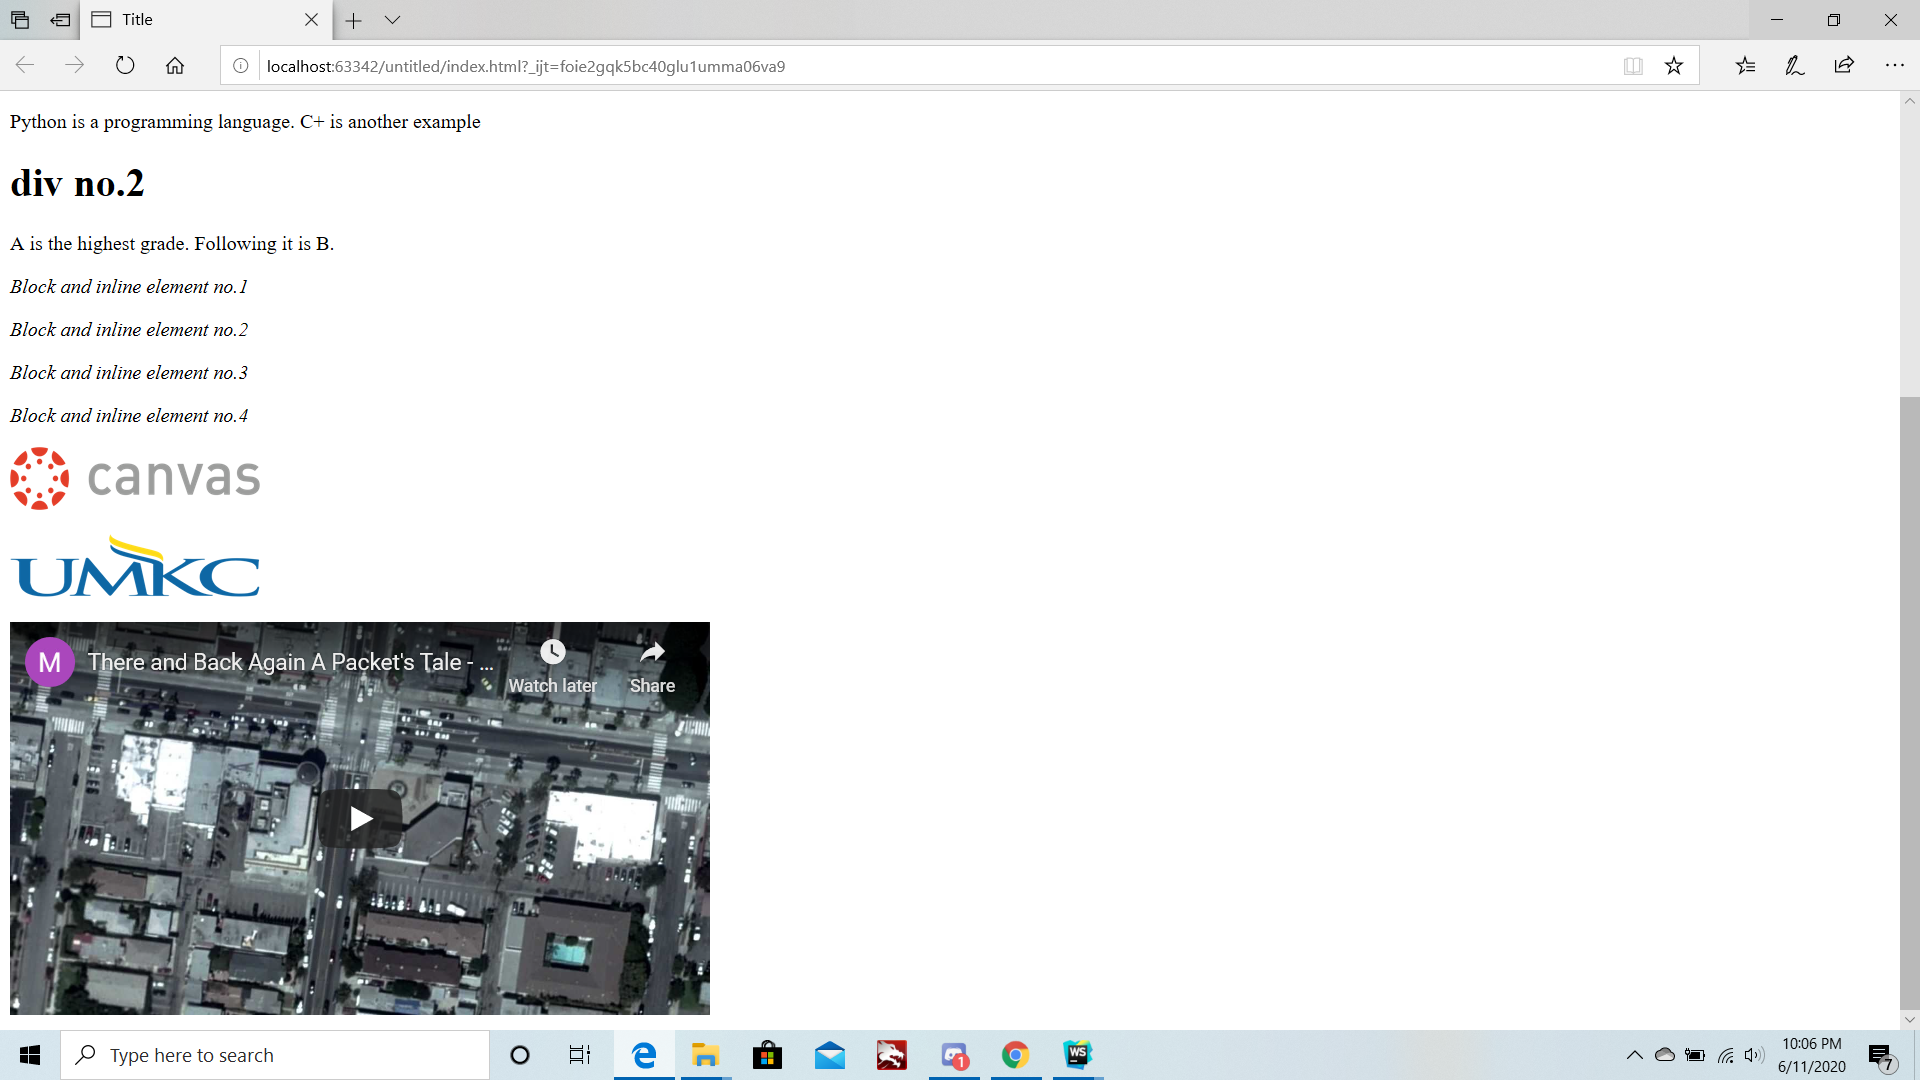 Title
localhost:63342/untitled/index.html?_ijt=foie2gqk5bc40glu1umma06va9
Python is a programming language. C+ is another example
div no.2
A is the highest grade. Following it is B.
Block and inline element no.1
Block and inline element no.2
Block and inline element no.3
Block and inline element no.4
canvas
UMKC
M There and Back Again A Packet's Tale - ...
Watch later Share
Type here to search
WS
1
10:06 PM
6/11/2020
7